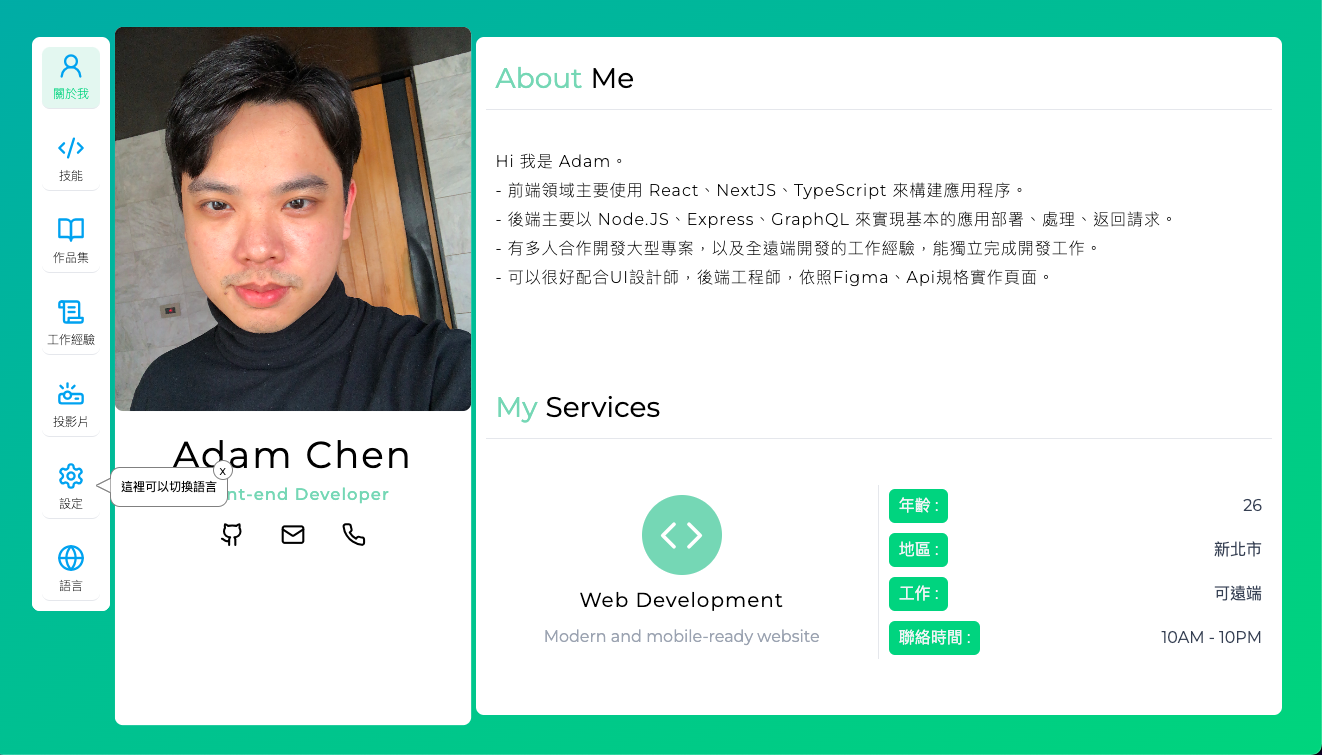 關於我
技能
作品集
工作經驗
投影片
設定
語言
這裡可以切換語言
x
Adam Chen
nt-end Developer
About Me
Hi 我是 Adam。
- 前端領域主要使用 React、NextJS、TypeScript 來構建應用程序。
- 後端主要以 Node.JS、Express、GraphQL 來實現基本的應用部署、處理、返回請求。
- 有多人合作開發大型專案，以及全遠端開發的工作經驗，能獨立完成開發工作。
- 可以很好配合UI設計師，後端工程師，依照Figma、Api規格實作頁面。
My Services
Web Development
Modern and mobile-ready website
年齡 : 26
地區 : 新北市
工作 : 可遠端
聯絡時間 : 10AM - 10PM